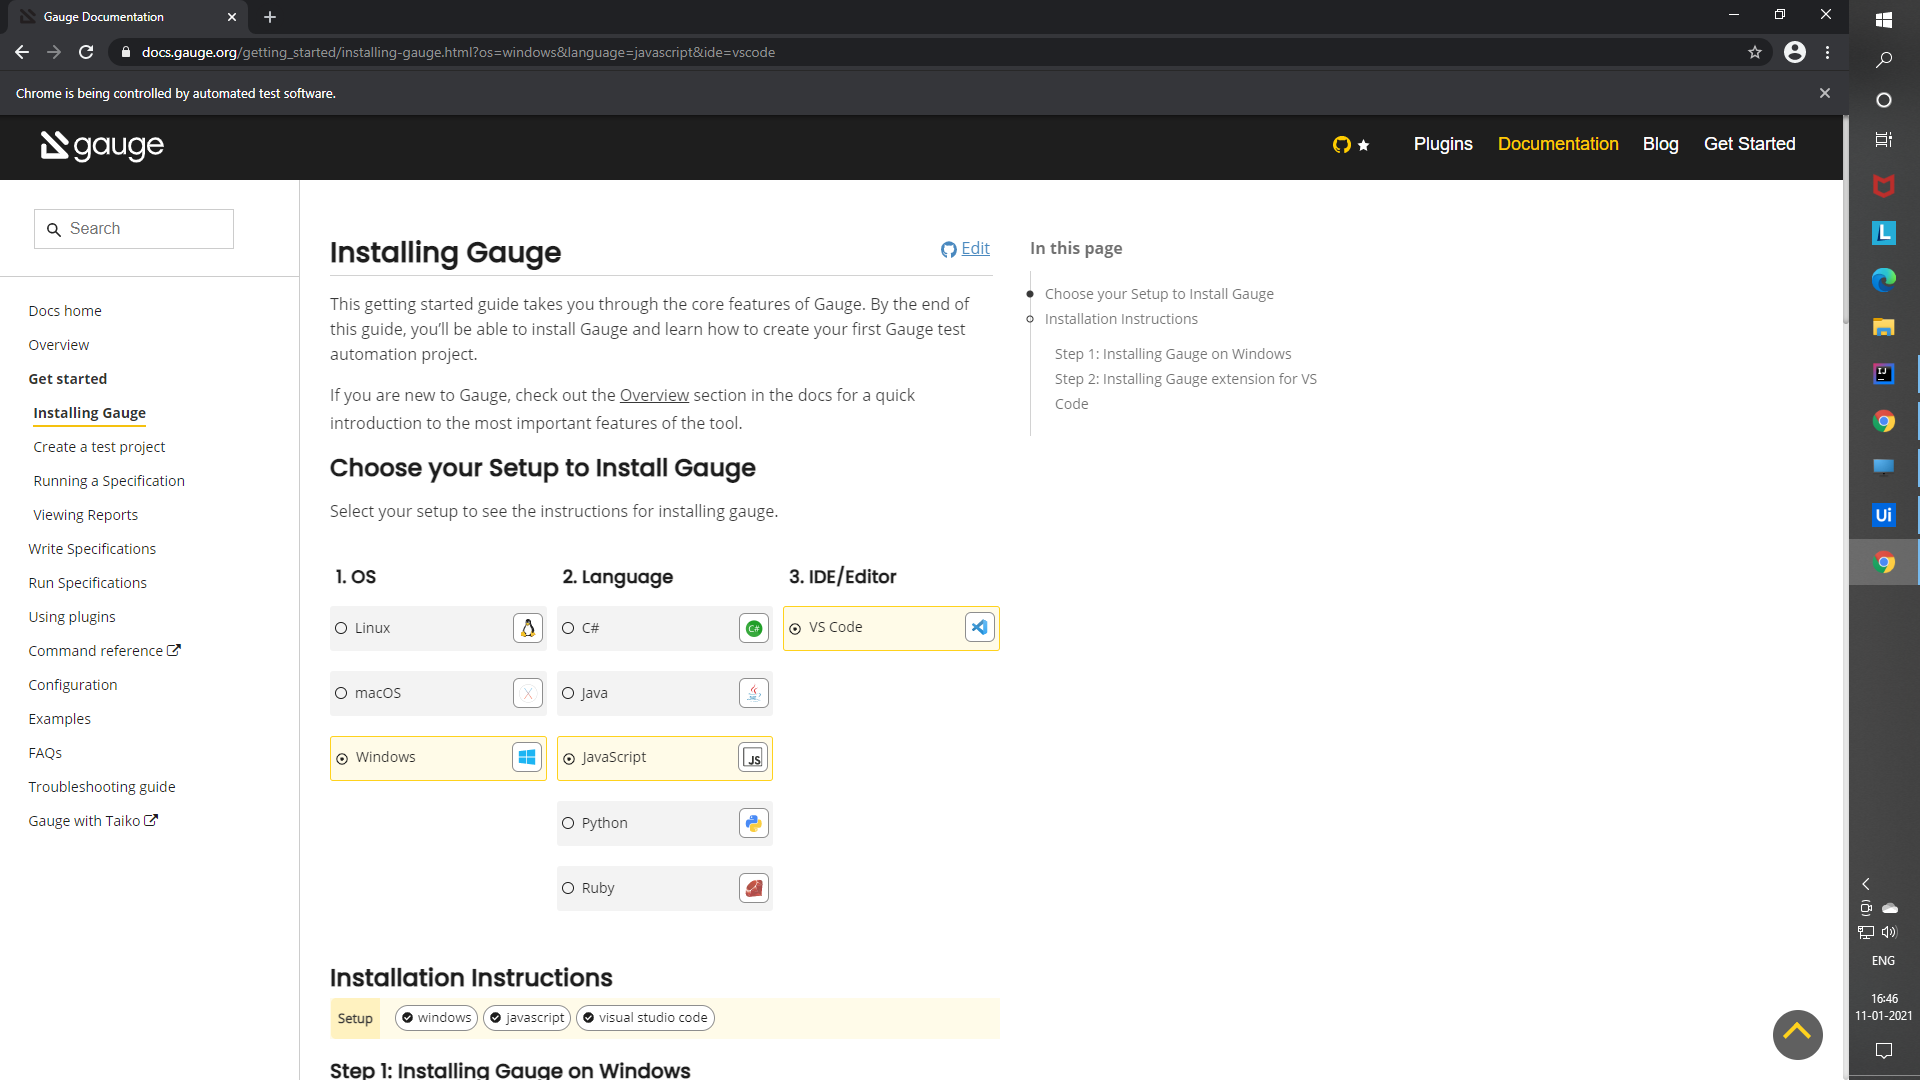 Gauge Documentation
docs.gauge.org/getting_started/installing-gauge.html?os=windows&language=javascript&ide=vscode
Chrome is being controlled by automated test software.
gauge
Plugins
Documentation
Blog
Get Started
Search
Docs home
Overview
Get started
Installing Gauge
Create a test project
Running a Specification
Viewing Reports
Write Specifications
Run Specifications
Using plugins
Command reference
Configuration
Examples
FAQs
Troubleshooting guide
Gauge with Taiko
Installing Gauge
Edit
This getting started guide takes you through the core features of Gauge. By the end of
this guide, you’ll be able to install Gauge and learn how to create your first Gauge test
automation project.
If you are new to Gauge, check out the Overview section in the docs for a quick
introduction to the most important features of the tool.
Choose your Setup to Install Gauge
Select your setup to see the instructions for installing gauge.
1. OS
Linux
macOS
Windows
2. Language
C#
C#
Java
JavaScript
JS
Python
Ruby
3. IDE/Editor
VS Code
Installation Instructions
Setup
windows
javascript
visual studio code
Step 1: Installing Gauge on Windows
In this page
Choose your Setup to Install Gauge
Installation Instructions
Step 1: Installing Gauge on Windows
Step 2: Installing Gauge extension for VS
Code
L
IJ
Ui
ENG
16:46
11-01-2021